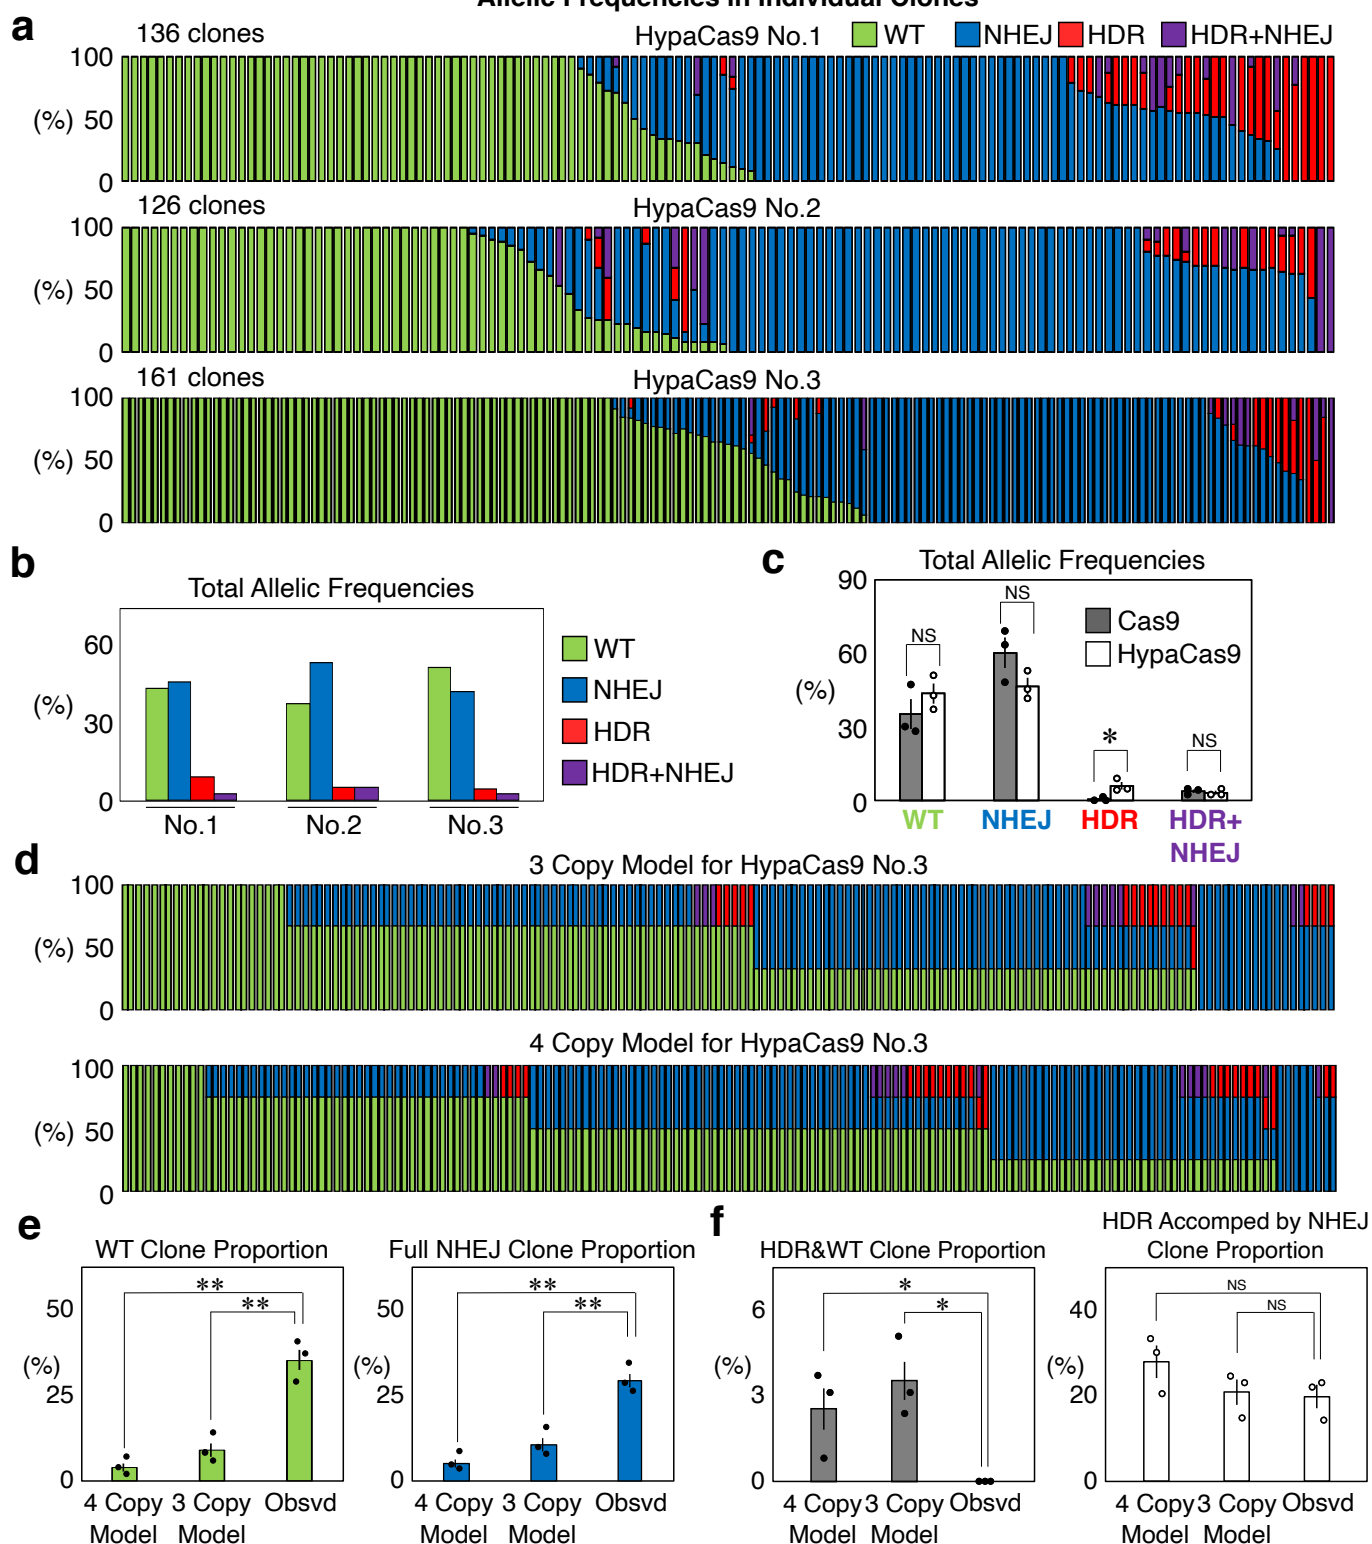 Allelic Frequencies in Individual Clones
a
136 clones
HypaCas9 No.1
WT
NHEJ
HDR
HDR+NHEJ
100
(%)
50
0
126 clones
HypaCas9 No.2
100
(%)
50
0
161 clones
HypaCas9 No.3
100
(%)
50
0
b
Total Allelic Frequencies
60
(%)
30
0
No.1
No.2
No.3
WT
NHEJ
HDR
HDR+NHEJ
c
Total Allelic Frequencies
90
60
(%)
30
0
NS
NS
*
NS
Cas9
HypaCas9
WT
NHEJ
HDR
HDR+
NHEJ
d
3 Copy Model for HypaCas9 No.3
100
(%)
50
0
4 Copy Model for HypaCas9 No.3
100
(%)
50
0
e
WT Clone Proportion
50
(%)
25
0
**
**
4 Copy
Model
3 Copy
Model
Obsvd
Full NHEJ Clone Proportion
50
(%)
25
0
**
**
4 Copy
Model
3 Copy
Model
Obsvd
f
HDR&WT Clone Proportion
6
(%)
3
0
*
*
4 Copy
Model
3 Copy
Model
Obsvd
HDR Accomped by NHEJ
Clone Proportion
40
(%)
20
0
NS
NS
4 Copy
Model
3 Copy
Model
Obsvd